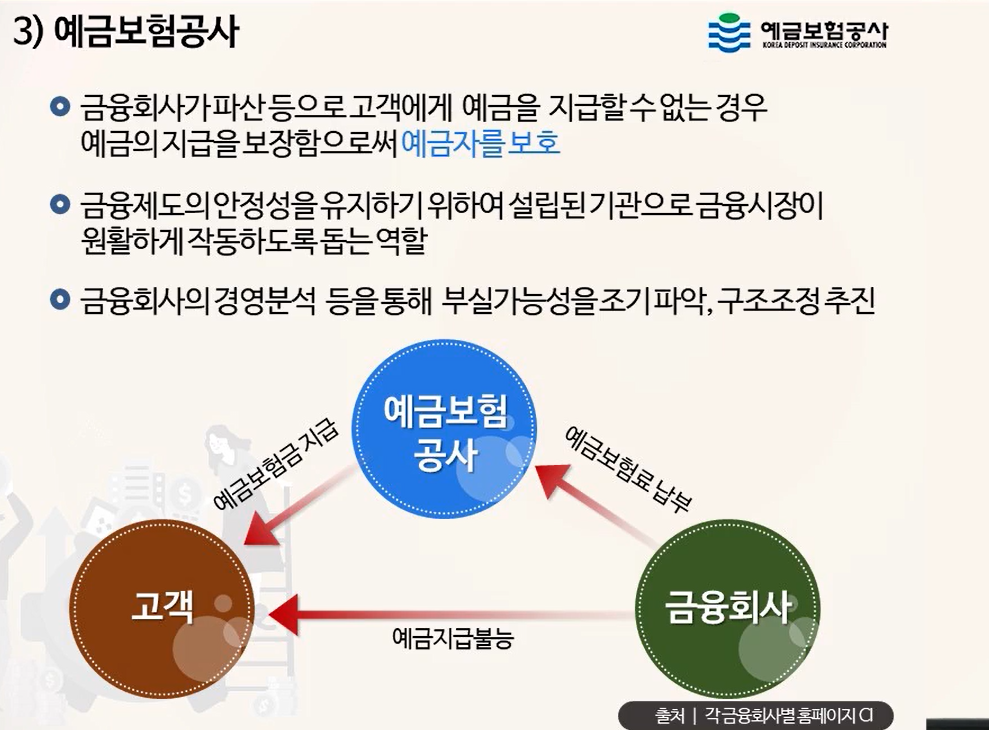 3) 예금보험공사
예금보험공사
KOREA DEPOSIT INSURANCE CORPORATION
금융회사가 파산 등으로 고객에게 예금을 지급할 수 없는 경우
예금의 지급을 보장함으로써 예금자를 보호
금융제도의 안정성을 유지하기 위하여 설립된 기관으로 금융시장이
원활하게 작동하도록 돕는 역할
금융회사의 경영분석 등을 통해 부실가능성을 조기 파악, 구조조정 추진
예금보험
공사
예금보험금 지급
예금보험료 납부
고객
금융회사
예금지급불능
출처 | 각 금융회사별 홈페이지 CI